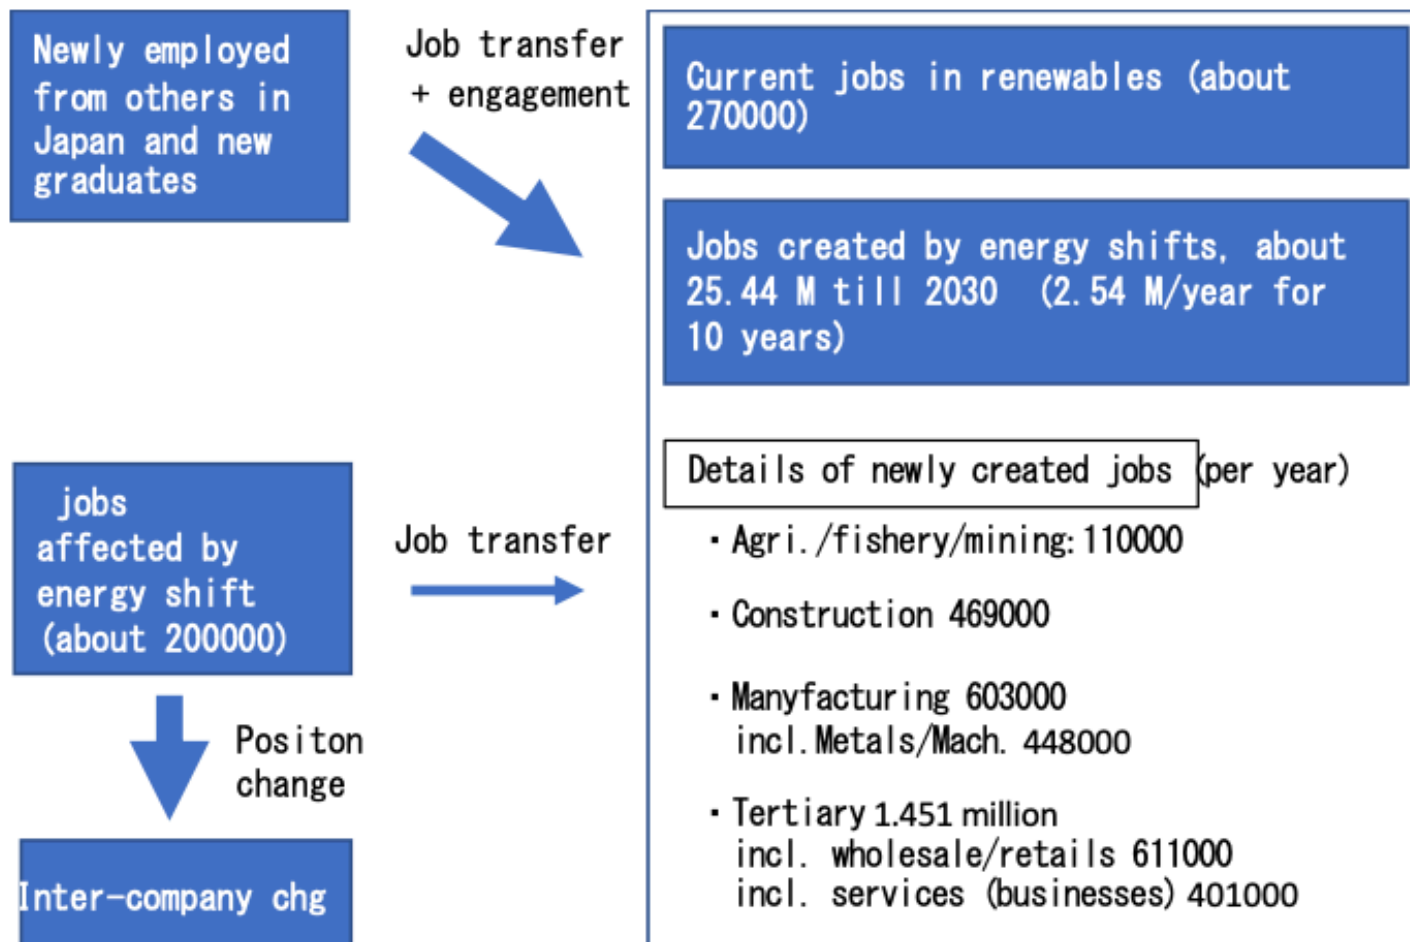 Newly employed
from others in
Japan and new
graduates
Job transfer
+ engagement
Current jobs in renewables (about
270000)
Jobs created by energy shifts, about
25.44 M till 2030 (2.54 M/year for
10 years)
jobs
affected by
energy shift
(about 200000)
Job transfer
Positon
change
Inter-company chg
Details of newly created jobs (per year)
・Agri./fishery/mining: 110000
・Construction 469000
・Manyfacturing 603000
incl.Metals/Mach. 448000
・Tertiary 1.451 million
incl. wholesale/retails 611000
incl. services (businesses) 401000